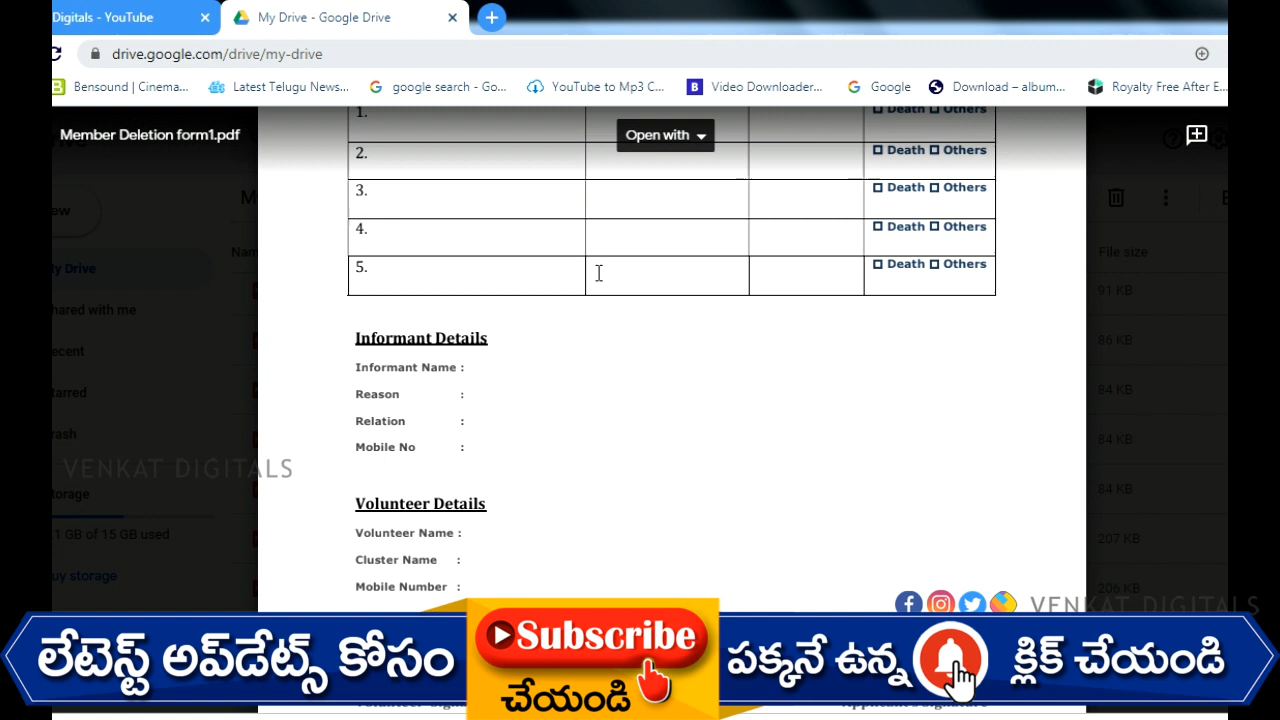 Digitals - YouTube
My Drive - Google Drive
drive.google.com/drive/my-drive
Bensound | Cinema...
Latest Telugu News...
google search - Go...
YouTube to Mp3 C...
Video Downloader...
Google
Download – album...
Royalty Free After E...
Member Deletion form1.pdf
Open with
1.
Death Others
2.
Death Others
3.
Death Others
4.
Death Others
5.
Death Others
File size
91 KB
86 KB
84 KB
84 KB
84 KB
207 KB
206 KB
ew
y Drive
hared with me
ecent
tarred
rash
torage
1 GB of 15 GB used
uy storage
Informant Details
Informant Name :
Reason :
Relation :
Mobile No :
VENKAT DIGITALS
Volunteer Details
Volunteer Name :
Cluster Name :
Mobile Number :
VENKAT DIGITALS
లేటెస్ట్ అప్‌డేట్స్ కోసం
Subscribe
చేయండి
పక్కనే ఉన్న
క్లిక్ చేయండి